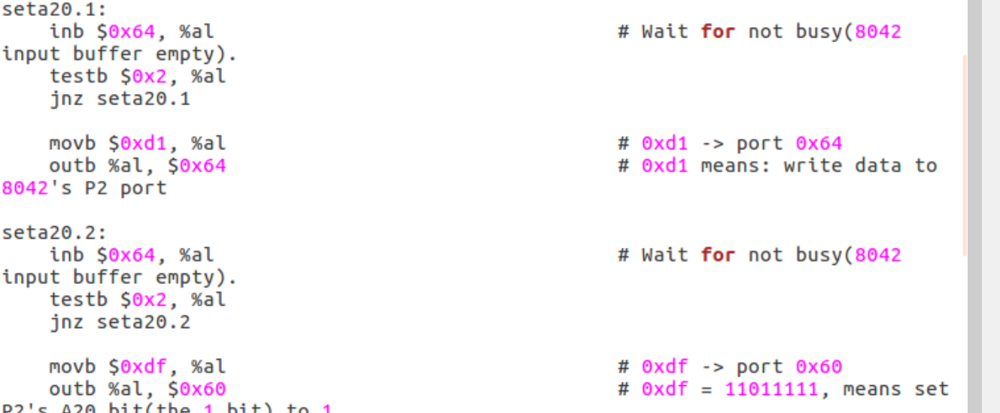 seta20.1:
    inb $0x64, %al                                  # Wait for not busy(8042
input buffer empty).
    testb $0x2, %al
    jnz seta20.1

    movb $0xd1, %al                                 # 0xd1 -> port 0x64
    outb %al, $0x64                                 # 0xd1 means: write data to
8042's P2 port

seta20.2:
    inb $0x64, %al                                  # Wait for not busy(8042
input buffer empty).
    testb $0x2, %al
    jnz seta20.2

    movb $0xdf, %al                                 # 0xdf -> port 0x60
    outb %al, $0x60                                 # 0xdf = 11011111, means set
P2's A20 bit(the 1 bit) to 1